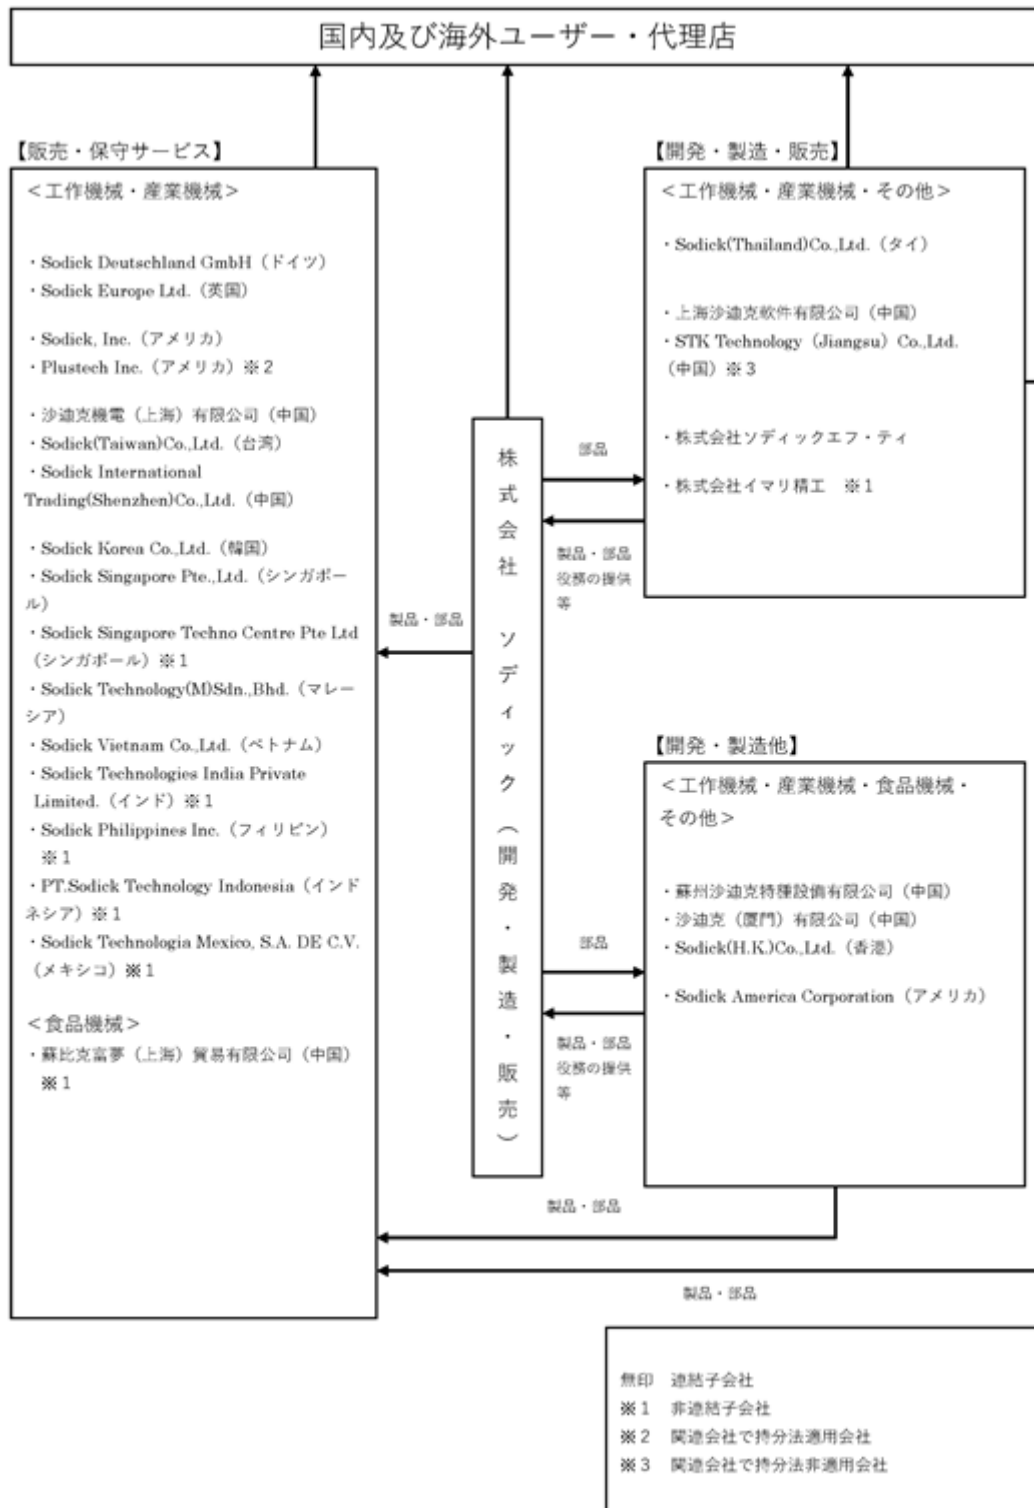 国内及び海外ユーザー・代理店
【販売・保守サービス】
＜工作機械・産業機械＞
・Sodick Deutschland GmbH（ドイツ）
・Sodick Europe Ltd.（英国）
・Sodick, Inc.（アメリカ）
・Plustech Inc.（アメリカ）※２
・沙迪克機電（上海）有限公司（中国）
・Sodick(Taiwan)Co.,Ltd.（台湾）
・Sodick International
Trading(Shenzhen)Co.,Ltd.（中国）
・Sodick Korea Co.,Ltd.（韓国）
・Sodick Singapore Pte.,Ltd.（シンガポー
ル）
・Sodick Singapore Techno Centre Pte Ltd
（シンガポール）※１
・Sodick Technology(M)Sdn.,Bhd.（マレー
シア）
・Sodick Vietnam Co.,Ltd.（ベトナム）
・Sodick Technologies India Private
Limited.（インド）※１
・Sodick Philippines Inc.（フィリピン）
※１
・PT.Sodick Technology Indonesia（インド
ネシア）※１
・Sodick Technologia Mexico, S.A. DE C.V.
（メキシコ）※１
＜食品機械＞
・蘇比克富夢（上海）貿易有限公司（中国）
※１
製品・部品
株式会社　ソディック（開発・製造・販売）
部品
製品・部品
役務の提供
等
【開発・製造・販売】
＜工作機械・産業機械・その他＞
・Sodick(Thailand)Co.,Ltd.（タイ）
・上海沙迪克軟件有限公司（中国）
・STK Technology（Jiangsu）Co.,Ltd.
（中国）※３
・株式会社ソディックエフ・ティ
・株式会社イマリ精工　※１
部品
製品・部品
役務の提供
等
【開発・製造他】
＜工作機械・産業機械・食品機械・
その他＞
・蘇州沙迪克特種設備有限公司（中国）
・沙迪克（廈門）有限公司（中国）
・Sodick(H.K.)Co.,Ltd.（香港）
・Sodick America Corporation（アメリカ）
製品・部品
製品・部品
無印　連結子会社
※１　非連結子会社
※２　関連会社で持分法適用会社
※３　関連会社で持分法非適用会社